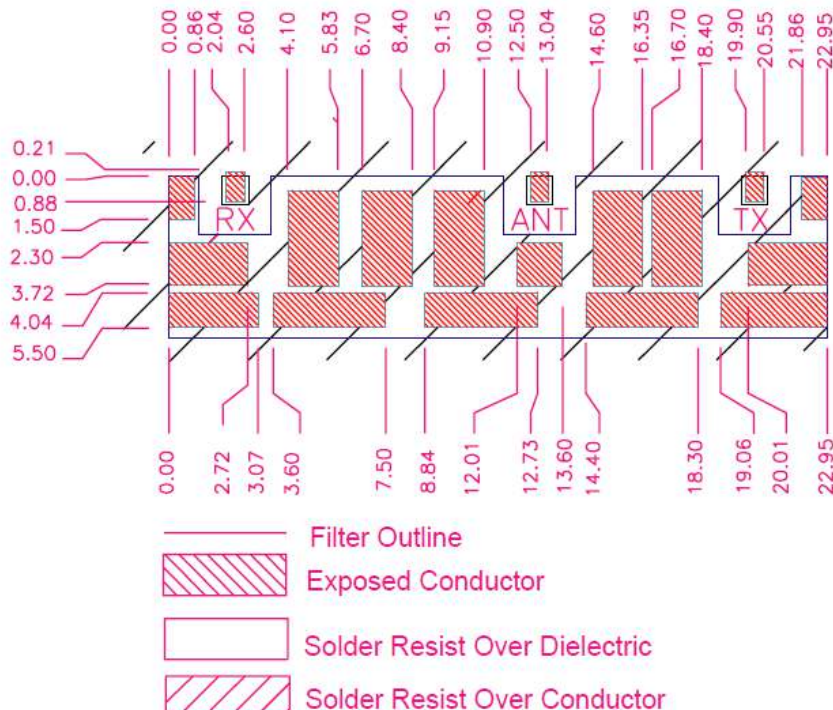 0.00 0.86 2.04 2.60 4.10 5.83 6.70 8.40 9.15 10.90 12.50 13.04 14.60 16.35 16.70 18.40 19.90 20.55 21.86 22.95
0.21
0.00
0.88
1.50
2.30
3.72
4.04
5.50
RX ANT TX
0.00 2.72 3.07 3.60 7.50 8.84 12.01 12.73 13.60 14.40 18.30 19.06 20.01 22.95
Filter Outline
Exposed Conductor
Solder Resist Over Dielectric
Solder Resist Over Conductor